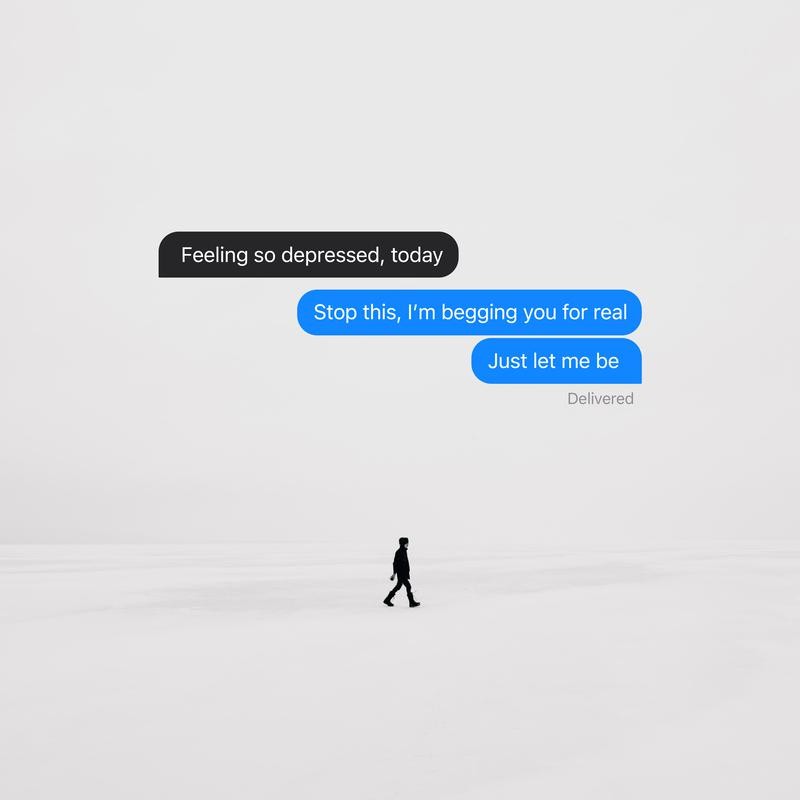 Feeling so depressed, today
Stop this, I’m begging you for real
Just let me be
Delivered